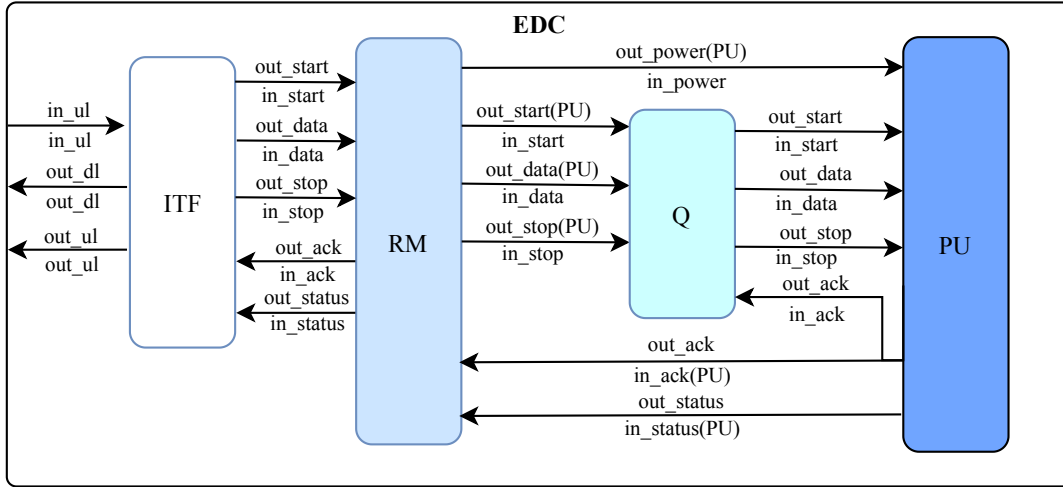 EDC
in_ul
in_ul
out_dl
out_dl
out_ul
out_ul
ITF
out_start
in_start
out_data
in_data
out_stop
in_stop
out_ack
in_ack
out_status
in_status
RM
out_power(PU)
in_power
out_start(PU)
in_start
out_data(PU)
in_data
out_stop(PU)
in_stop
Q
out_start
in_start
out_data
in_data
out_stop
in_stop
out_ack
in_ack
out_ack
in_ack(PU)
out_status
in_status(PU)
PU